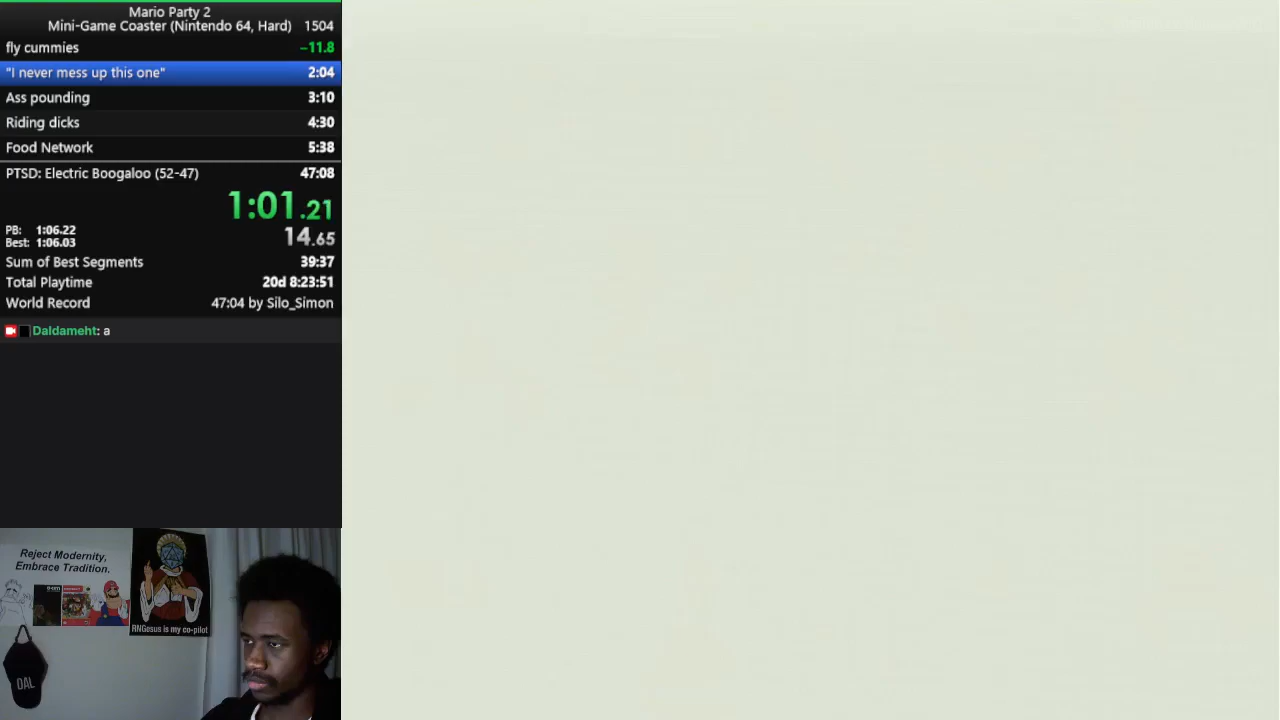 Mario Party 2
Mini-Game Coaster (Nintendo 64, Hard) 1504
fly cummies -11.8
"I never mess up this one" 2:04
Ass pounding 3:10
Riding dicks 4:30
Food Network 5:38
PTSD: Electric Boogaloo (52-47) 47:08
1:01.21
PB: 1:06.22 14.65
Best: 1:06.03
Sum of Best Segments 39:37
Total Playtime 20d 8:23:51
World Record 47:04 by Silo_Simon
Daldameht: a
Reject Modernity,
Embrace Tradition.
RNGesus is my co-pilot
DAL